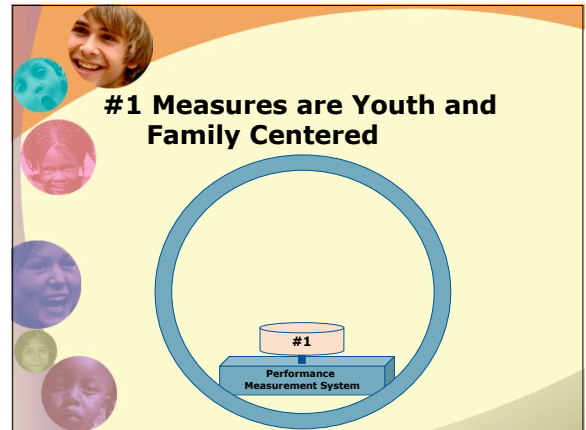 #1 Measures are Youth and
Family Centered
#1
Performance
Measurement System